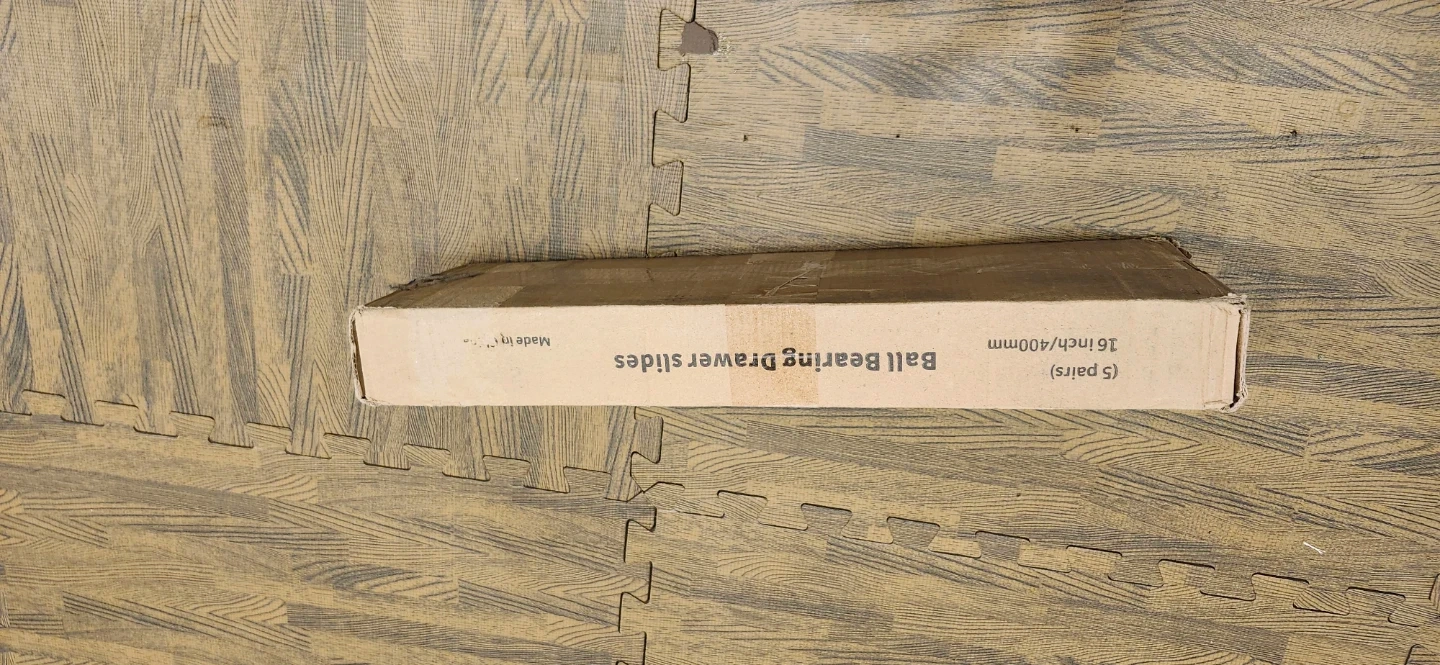 (5 pairs)
16 inch/400mm
Ball Bearing Drawer slides
Made in